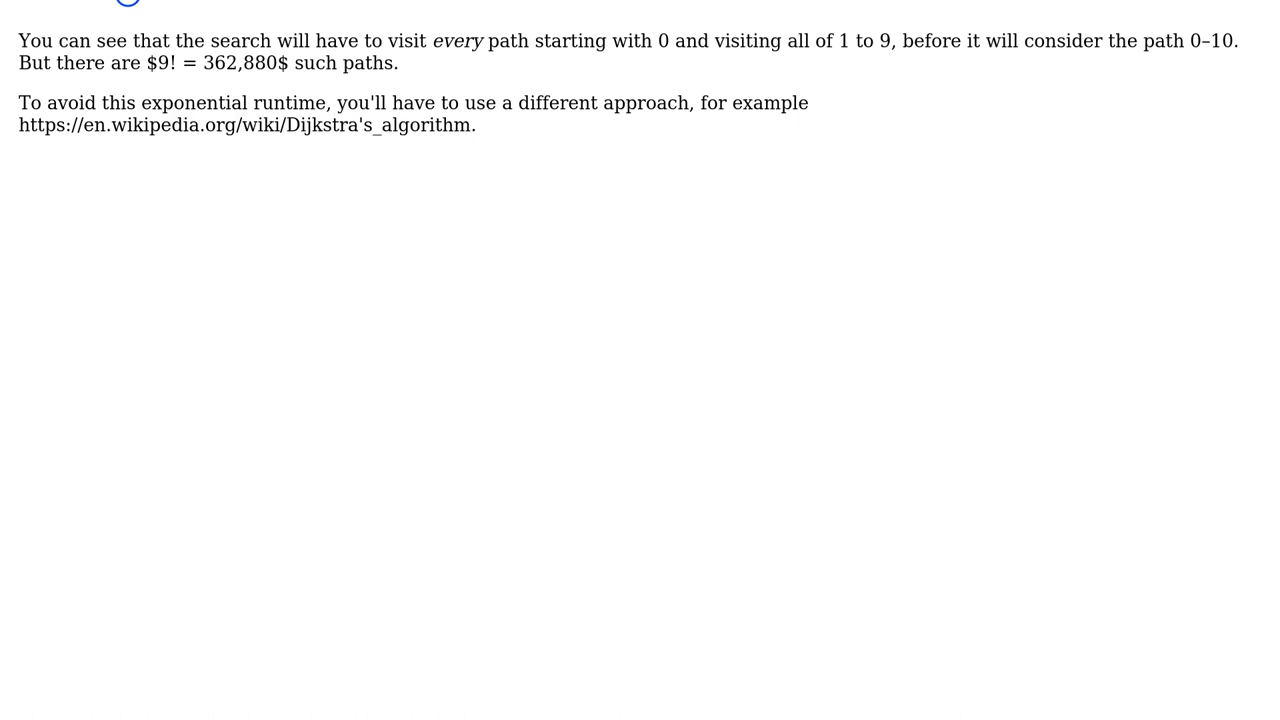 You can see that the search will have to visit every path starting with 0 and visiting all of 1 to 9, before it will consider the path 0–10.
But there are $9! = 362,880$ such paths.
To avoid this exponential runtime, you'll have to use a different approach, for example
https://en.wikipedia.org/wiki/Dijkstra's_algorithm.